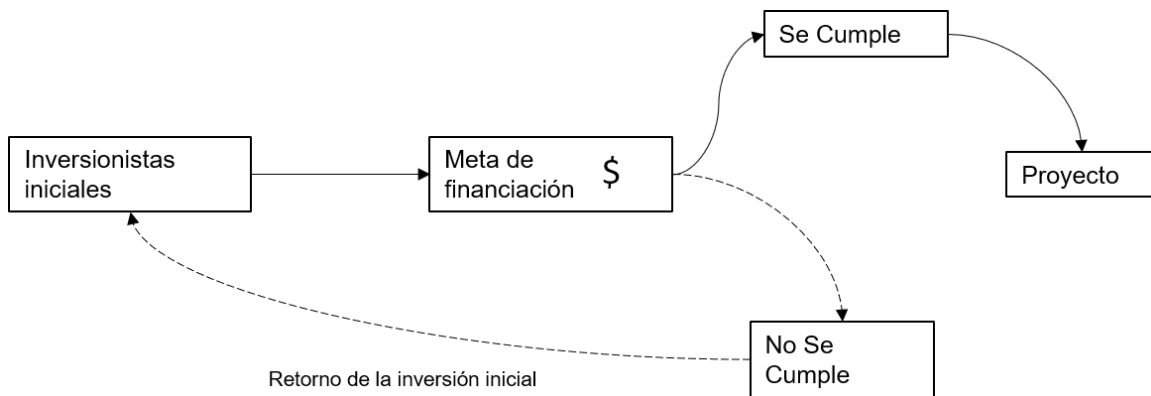 Se Cumple
Inversionistas
iniciales
Meta de
financiación $
Proyecto
No Se
Cumple
Retorno de la inversión inicial